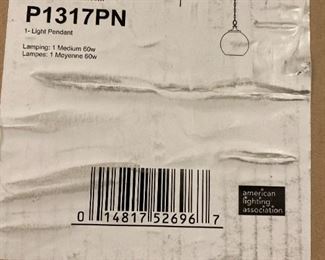 P1317PN
1- Light Pendant
Lamping: 1 Medium 60w
Lampes: 1 Moyenne 60w
0 14817 52696 7
american
lighting
association